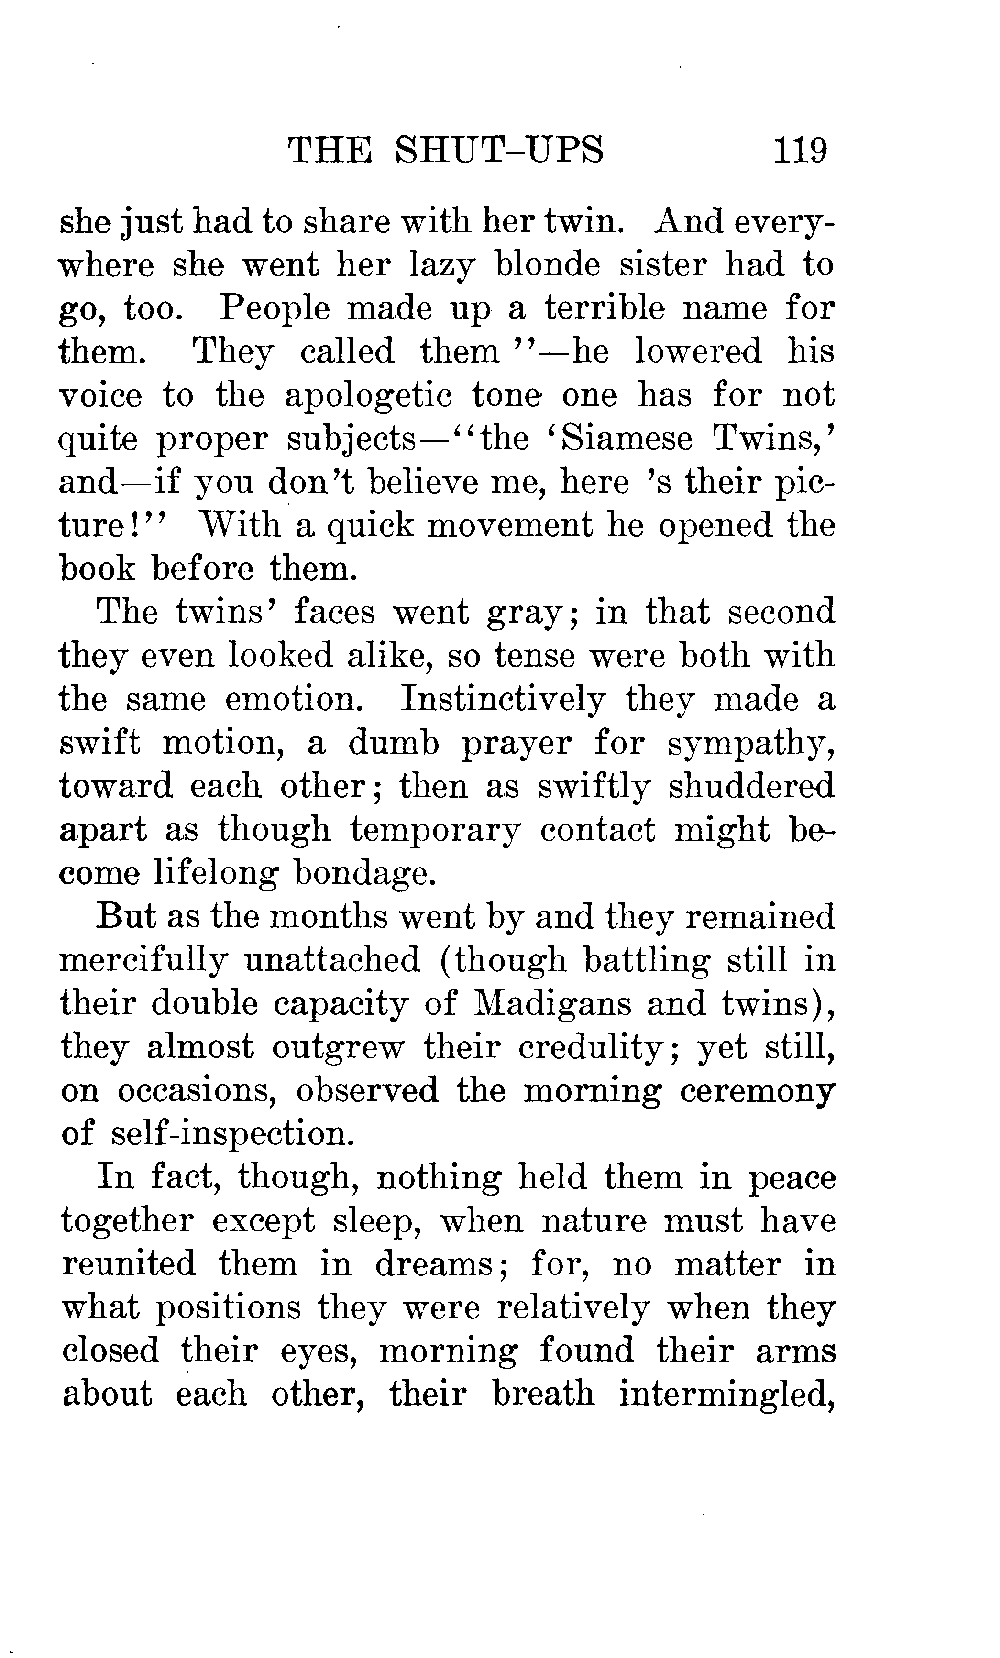 THE SHUT-UPS 119
she just had to share with her twin. And every-
where she went her lazy blonde sister had to
go, too. People made up a terrible name for
them. They called them ”—he lowered his
voice to the apologetic tone one has for not
quite proper subjects—“the ‘Siamese Twins,’
and—if you don’t believe me, here ’s their pic-
ture!” With a quick movement he opened the
book before them.
The twins’ faces went gray; in that second
they even looked alike, so tense were both with
the same emotion. Instinctively they made a
swift motion, a dumb prayer for sympathy,
toward each other; then as swiftly shuddered
apart as though temporary contact might be-
come lifelong bondage.
But as the months went by and they remained
mercifully unattached (though battling still in
their double capacity of Madigans and twins),
they almost outgrew their credulity; yet still,
on occasions, observed the morning ceremony
of self-inspection.
In fact, though, nothing held them in peace
together except sleep, when nature must have
reunited them in dreams; for, no matter in
what positions they were relatively when they
closed their eyes, morning found their arms
about each other, their breath intermingled,